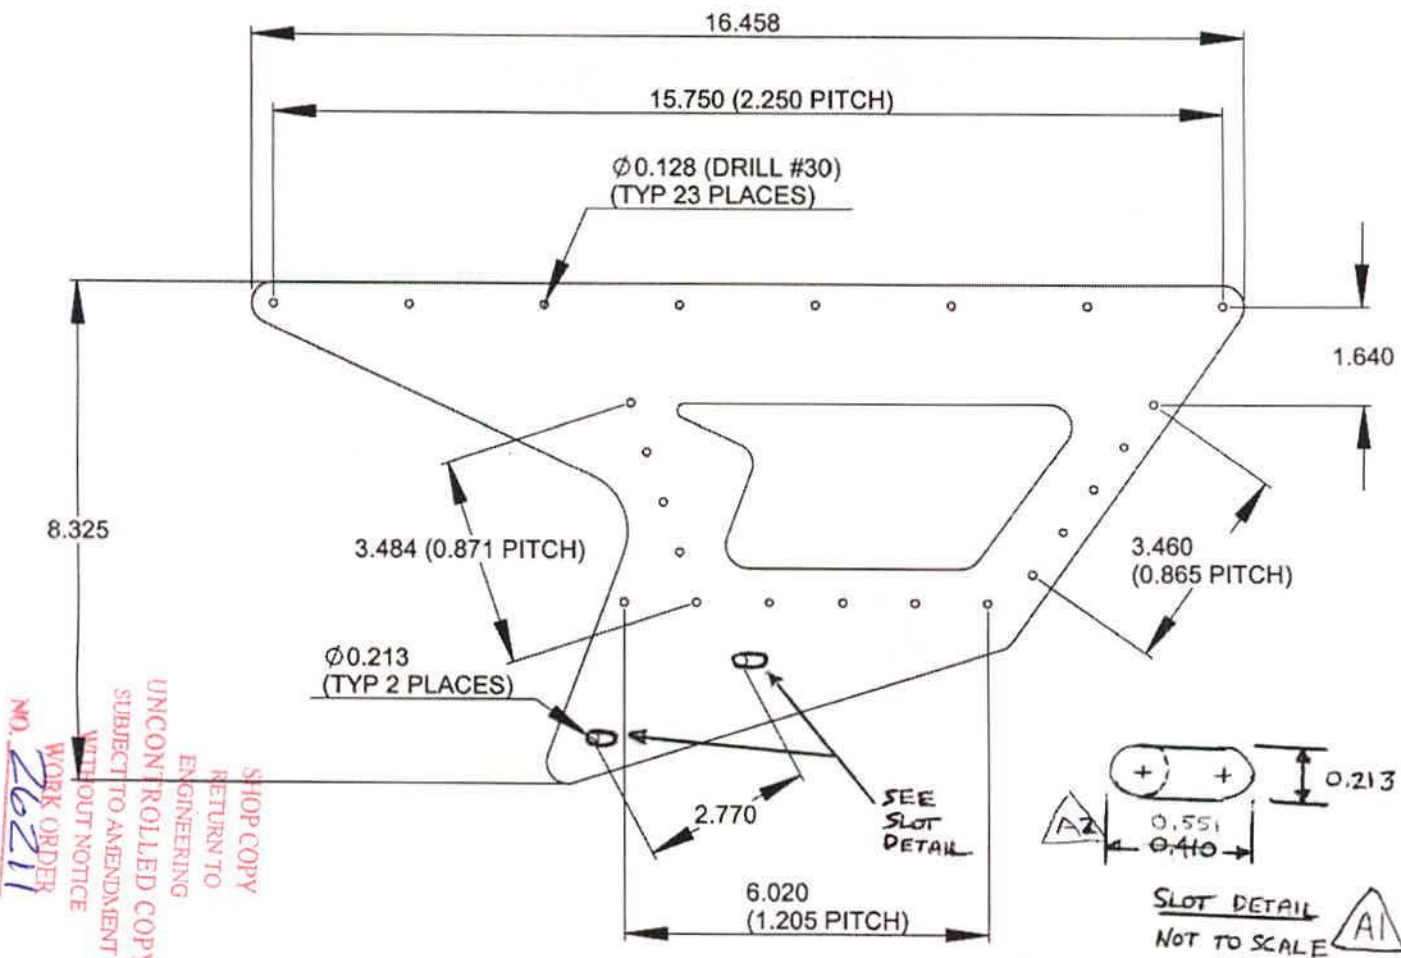 16.458
15.750 (2.250 PITCH)
Ø0.128 (DRILL #30)
(TYP 23 PLACES)
1.640
8.325
3.484 (0.871 PITCH)
3.460
(0.865 PITCH)
Ø0.213
(TYP 2 PLACES)
2.770
SEE
SLOT
DETAIL
6.020
(1.205 PITCH)
0.213
A2
0.551
0.410
SLOT DETAIL
NOT TO SCALE
A1
SHOP COPY
RETURN TO
ENGINEERING
UNCONTROLLED COPY
SUBJECT TO AMENDMENT
WITHOUT NOTICE
WORK ORDER
NO. 26211